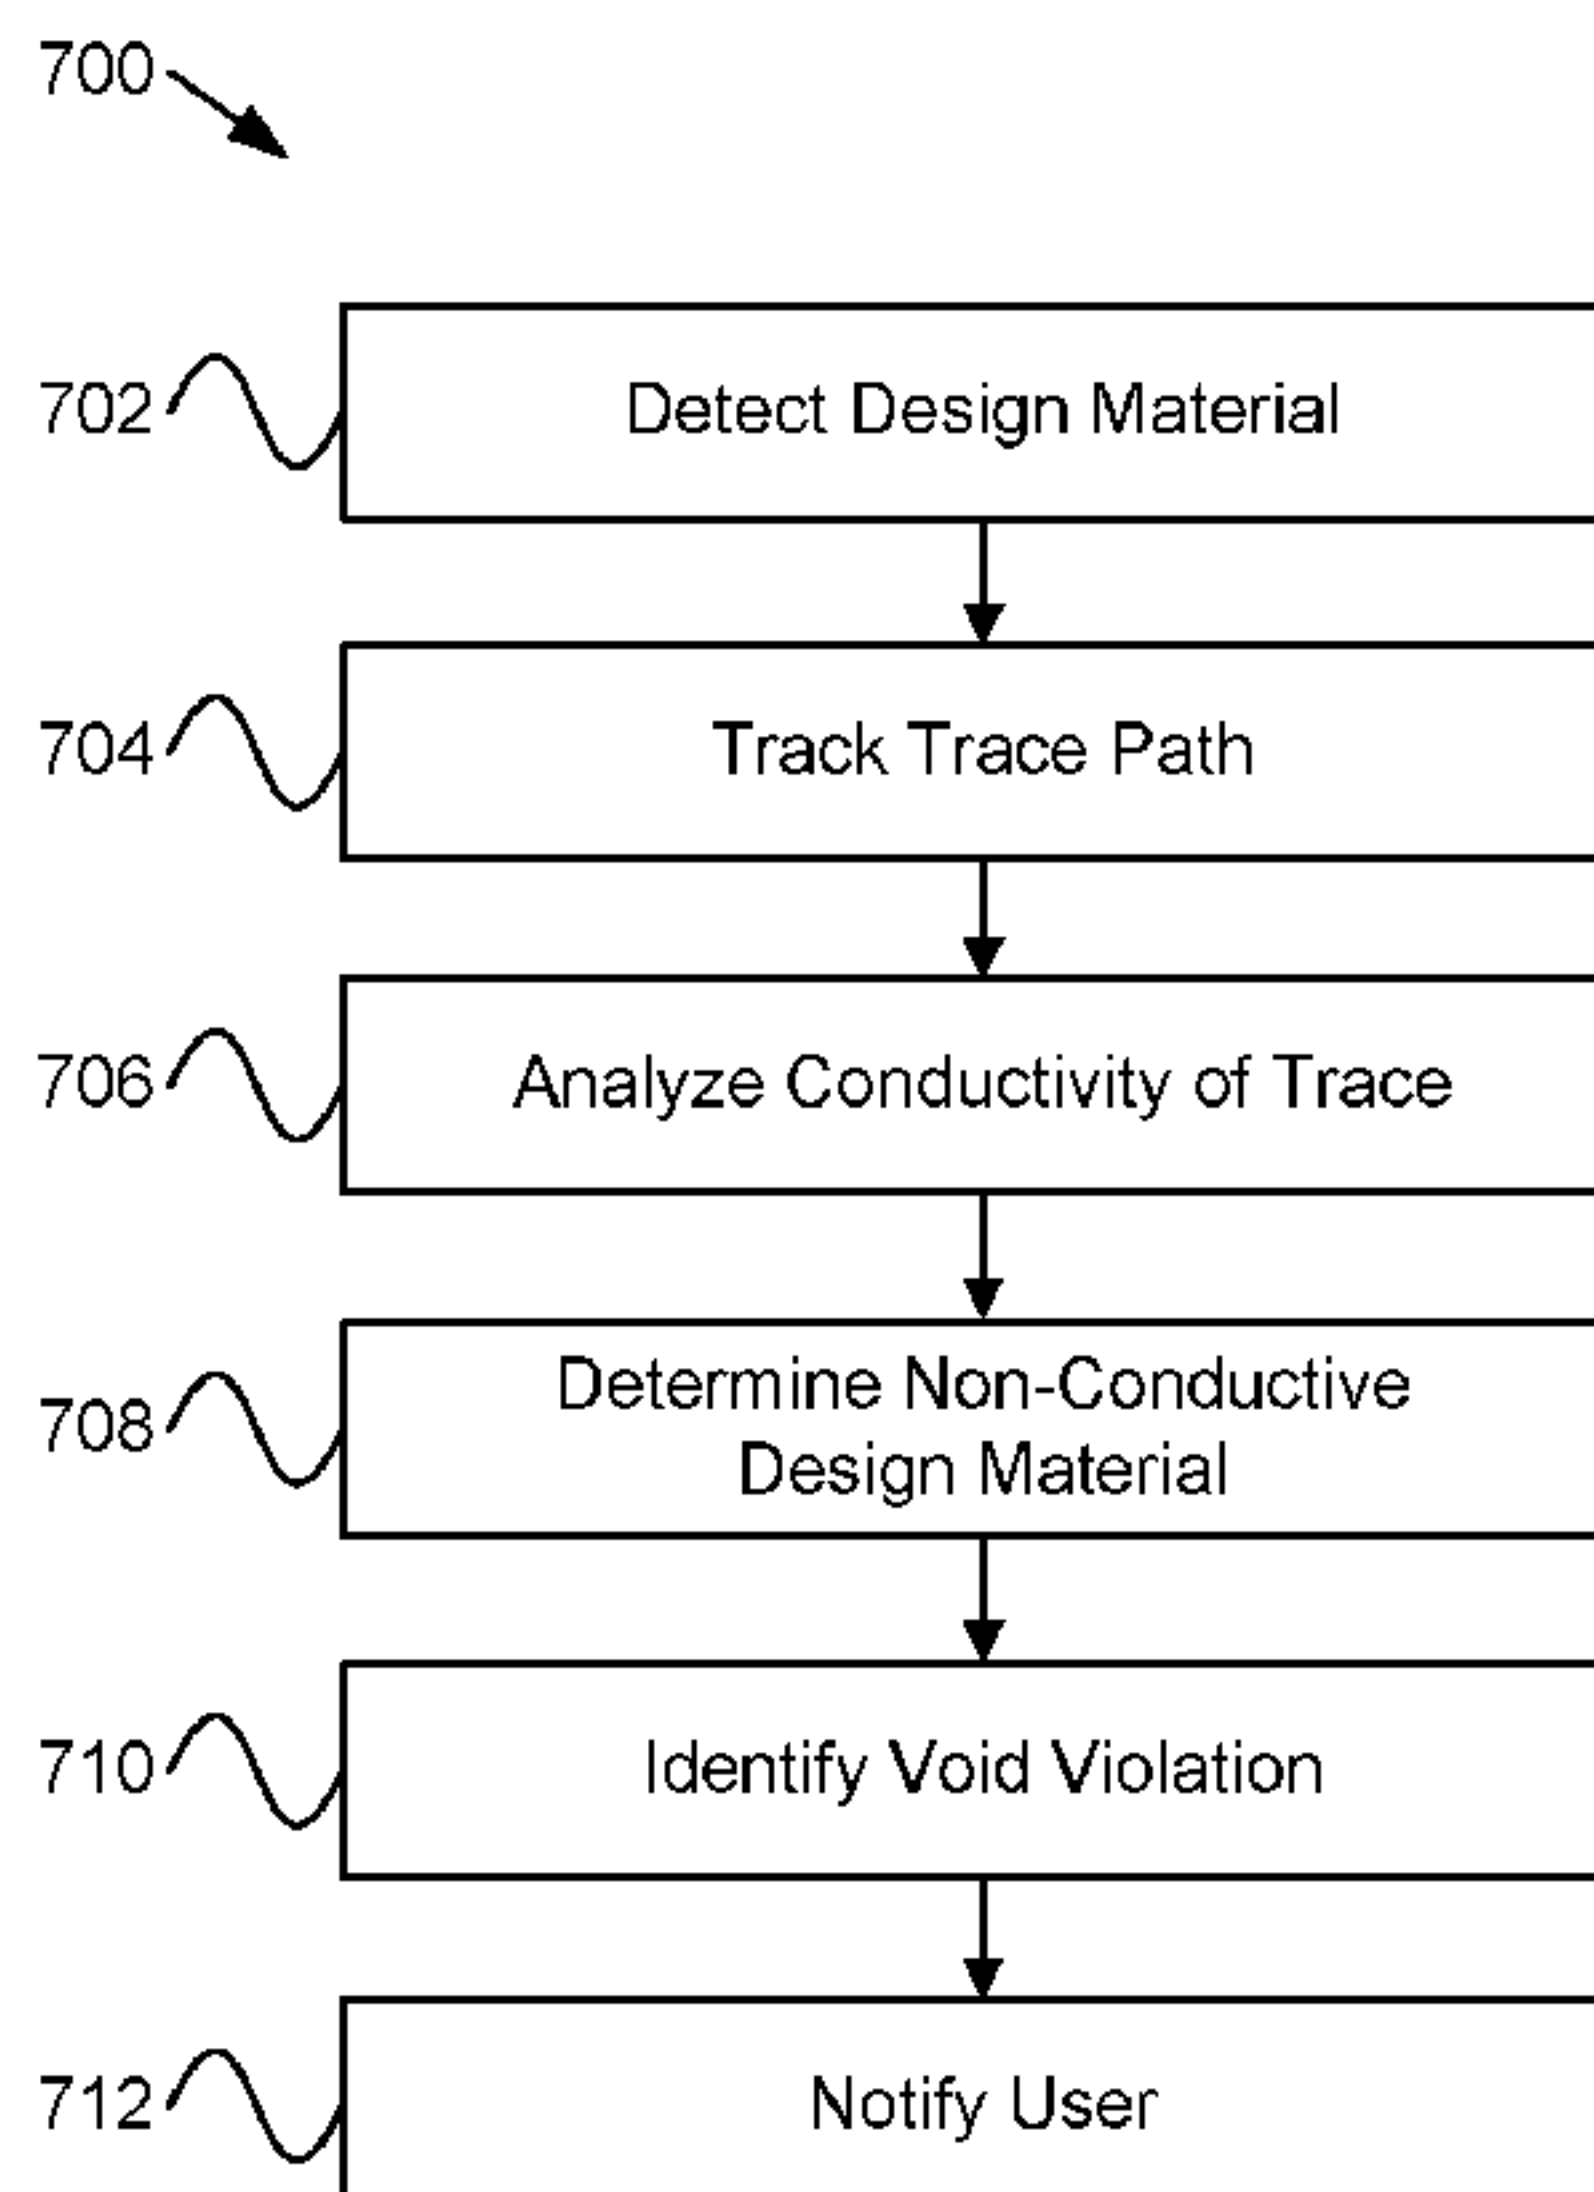 700
702
Detect Design Material
704
Track Trace Path
706
Analyze Conductivity of Trace
708
Determine Non-Conductive
Design Material
710
Identify Void Violation
712
Notify User